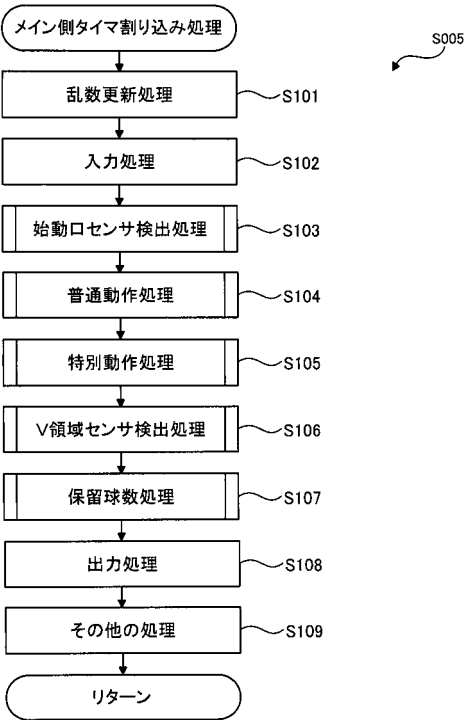 メイン側タイマ割り込み処理
S005
乱数更新処理
S101
入力処理
S102
始動口センサ検出処理
S103
普通動作処理
S104
特別動作処理
S105
V領域センサ検出処理
S106
保留球数処理
S107
出力処理
S108
その他の処理
S109
リターン